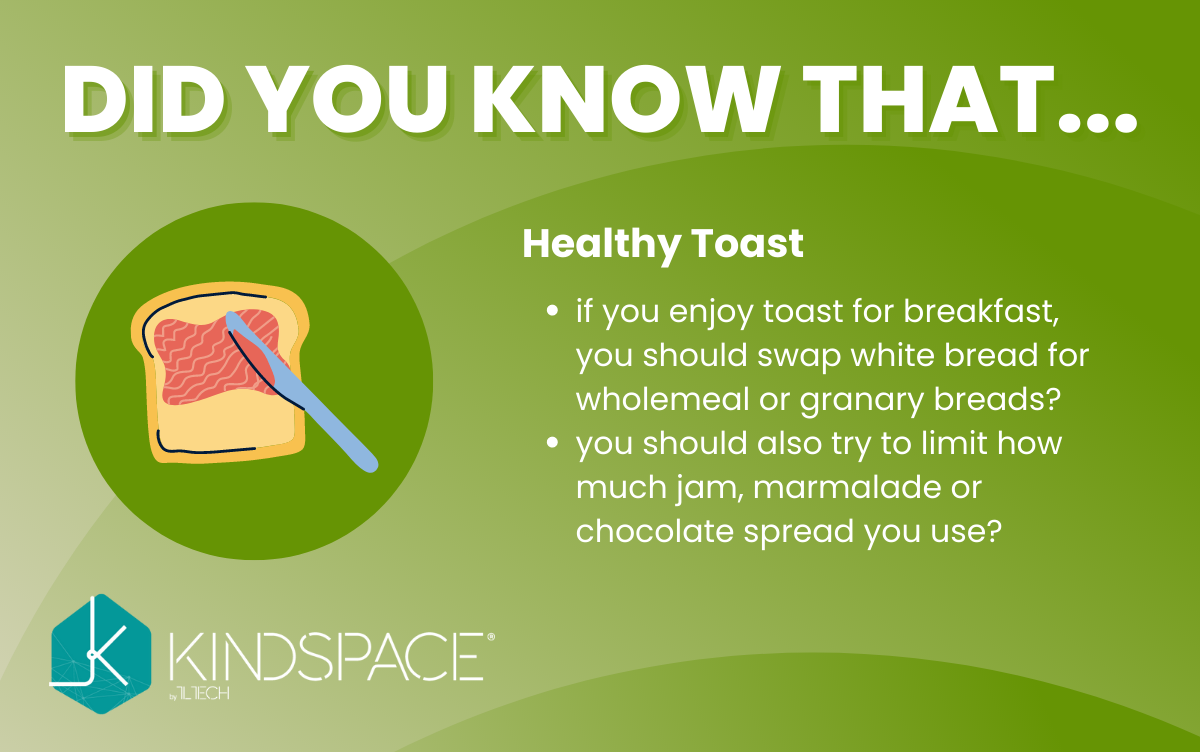 DID YOU KNOW THAT...
Healthy Toast
• if you enjoy toast for breakfast,
you should swap white bread for
wholemeal or granary breads?
• you should also try to limit how
much jam, marmalade or
chocolate spread you use?
KINDSPACE®
by TLTECH